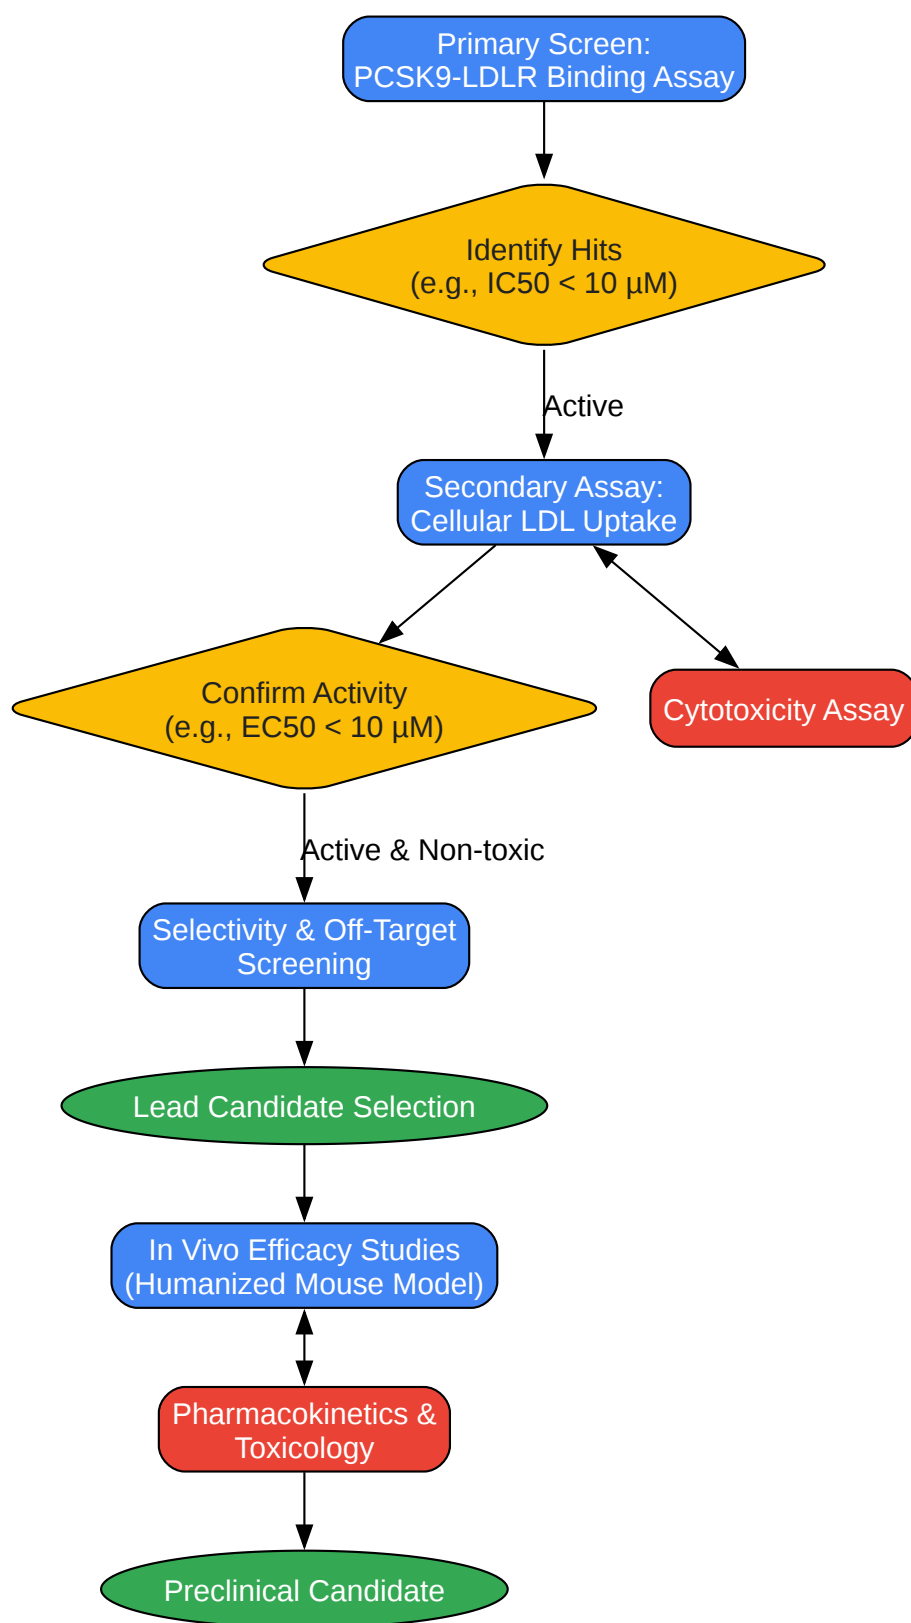 Primary Screen:
PCSK9-LDLR Binding Assay
Identify Hits
(e.g., IC50 < 10 µM)
Active
Secondary Assay:
Cellular LDL Uptake
Confirm Activity
(e.g., EC50 < 10 µM)
Cytotoxicity Assay
Active & Non-toxic
Selectivity & Off-Target
Screening
Lead Candidate Selection
In Vivo Efficacy Studies
(Humanized Mouse Model)
Pharmacokinetics &
Toxicology
Preclinical Candidate